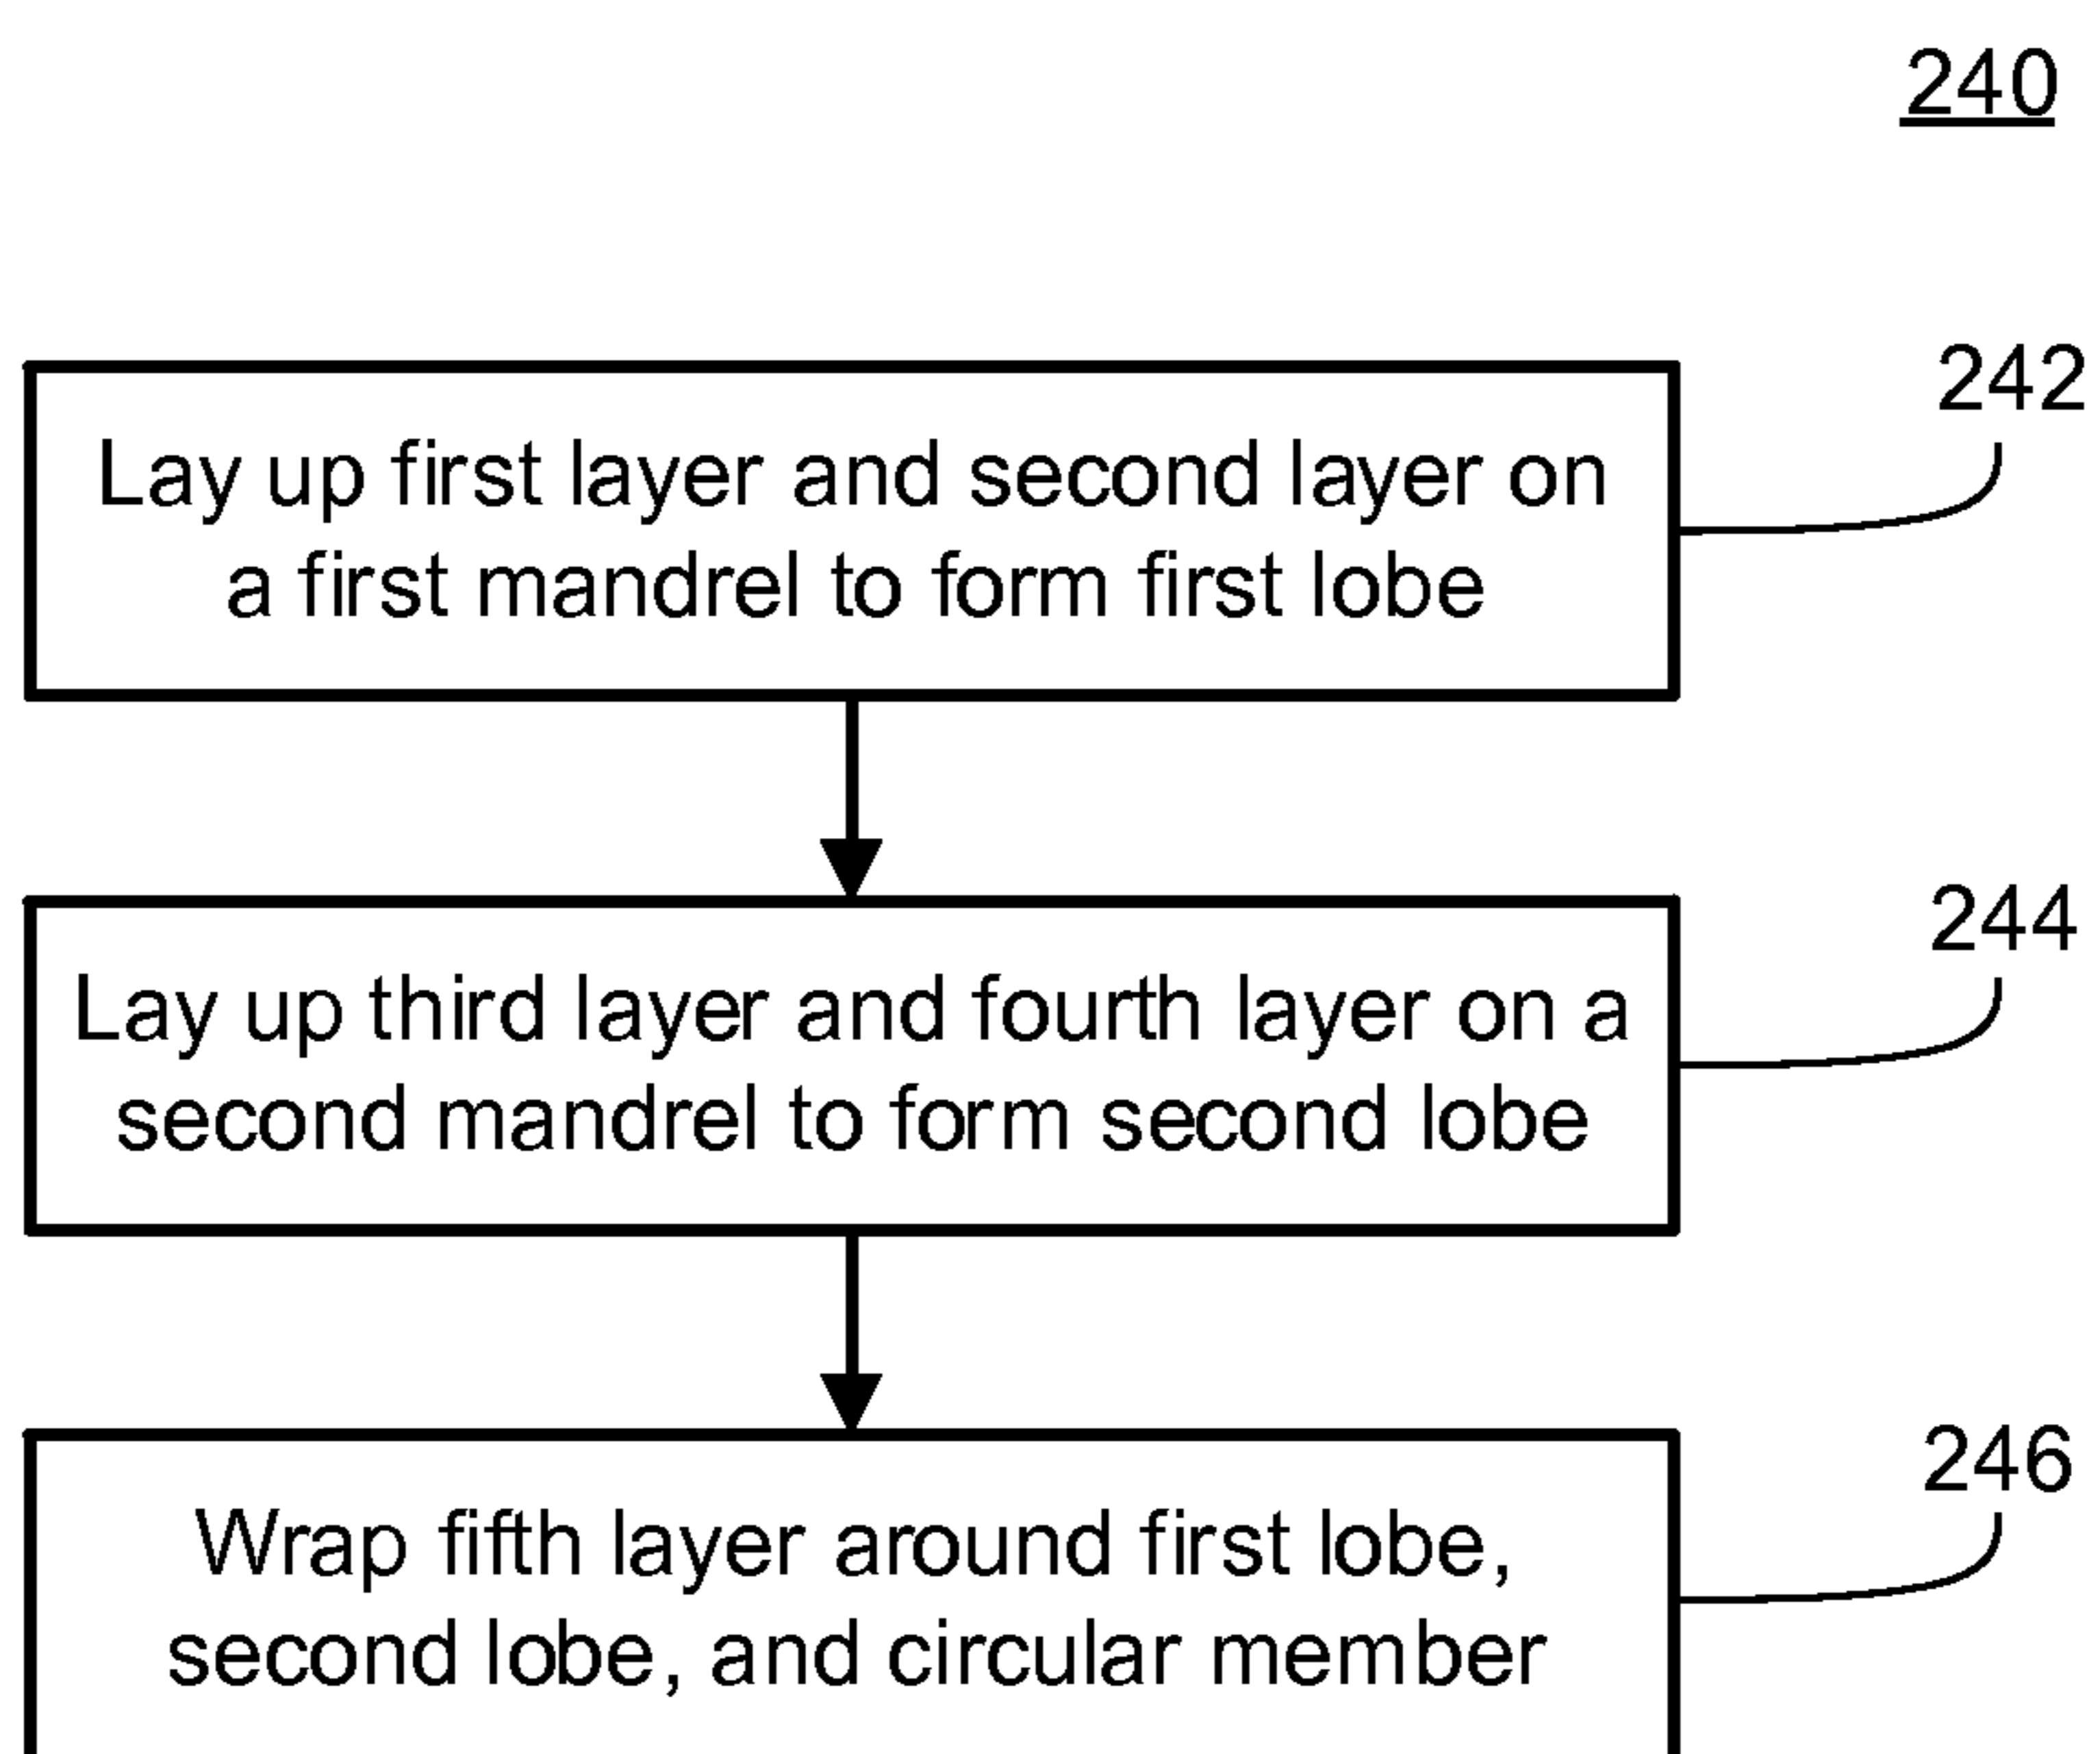 240
242
Lay up first layer and second layer on
a first mandrel to form first lobe
244
Lay up third layer and fourth layer on a
second mandrel to form second lobe
246
Wrap fifth layer around first lobe,
second lobe, and circular member